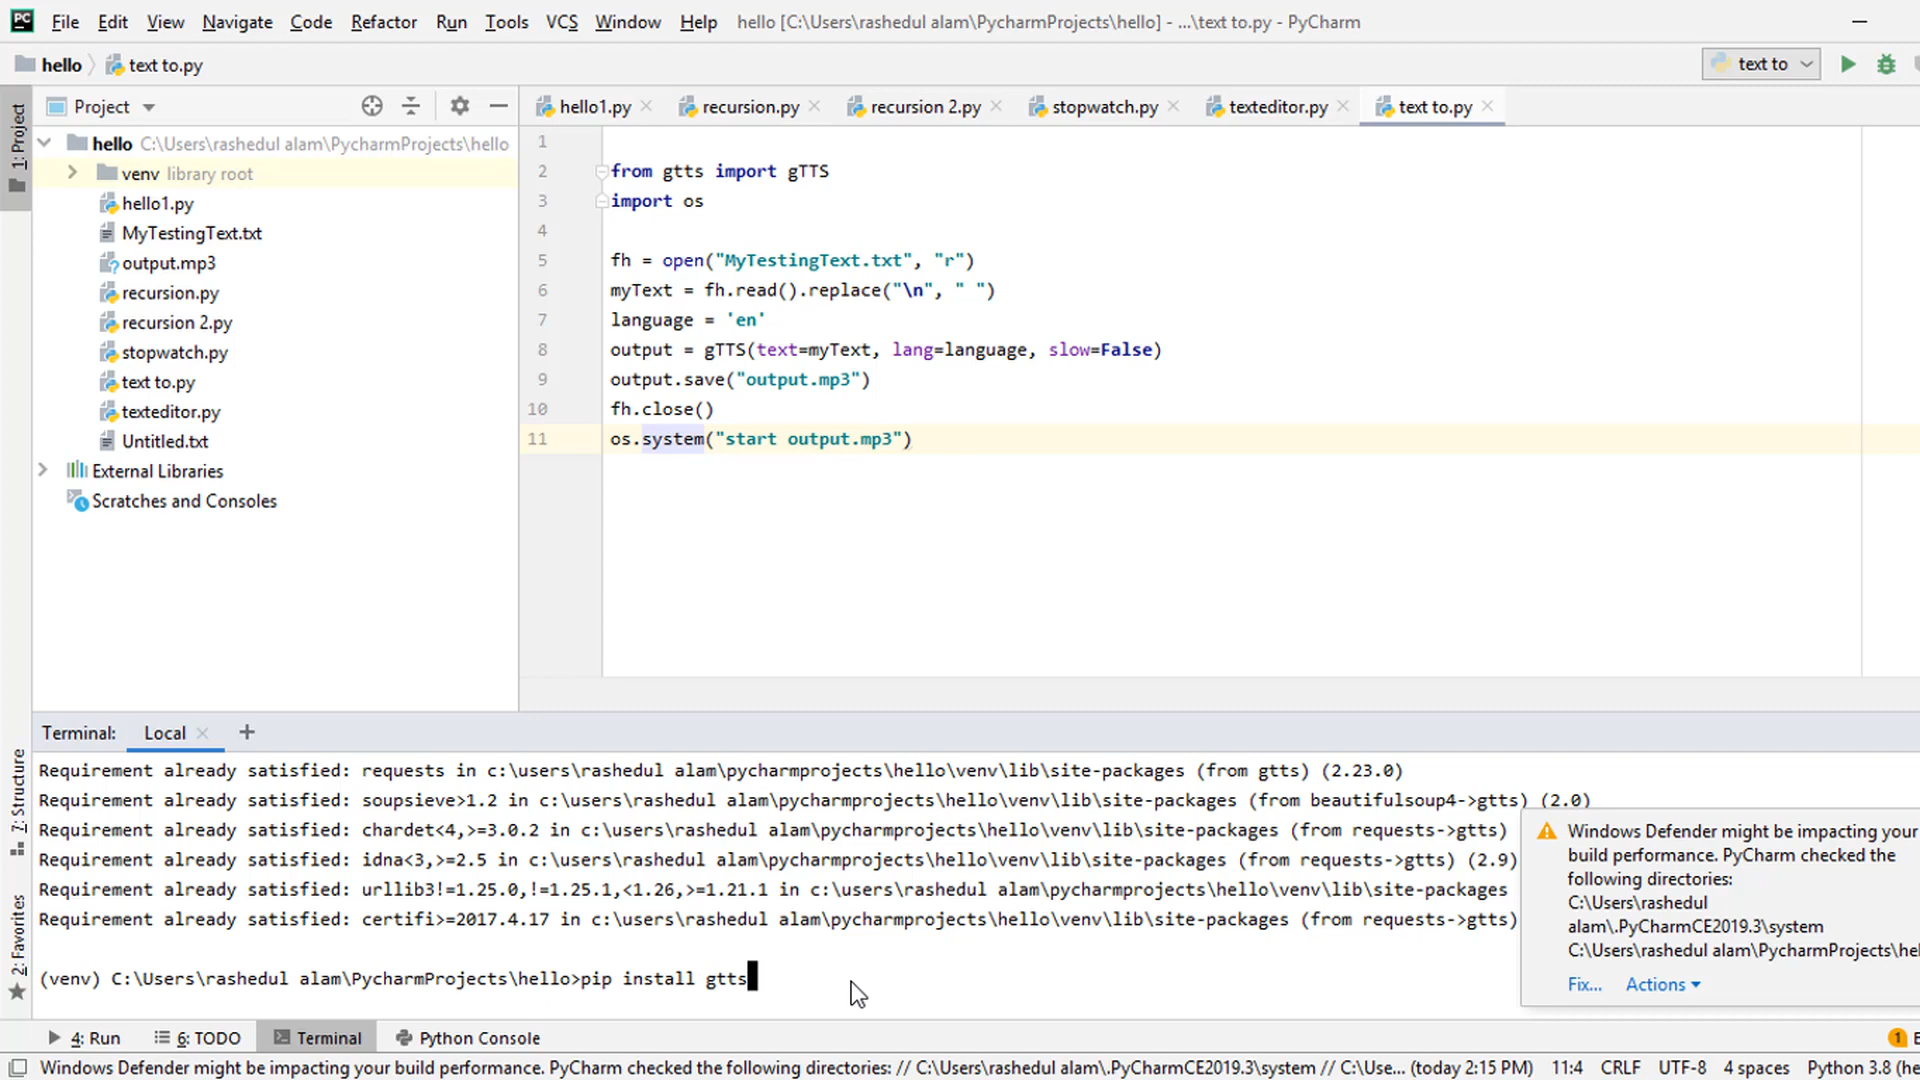 File Edit View Navigate Code Refactor Run Tools VCS Window Help hello [C:\Users\rashedul alam\PycharmProjects\hello] - ...\text to.py - PyCharm
hello text to.py text to
Project
hello1.py recursion.py recursion 2.py stopwatch.py texteditor.py text to.py
1: Project
hello C:\Users\rashedul alam\PycharmProjects\hello
venv library root
hello1.py
MyTestingText.txt
output.mp3
recursion.py
recursion 2.py
stopwatch.py
text to.py
texteditor.py
Untitled.txt
External Libraries
Scratches and Consoles
1
2 from gtts import gTTS
3 import os
4
5 fh = open("MyTestingText.txt", "r")
6 myText = fh.read().replace("\n", " ")
7 language = 'en'
8 output = gTTS(text=myText, lang=language, slow=False)
9 output.save("output.mp3")
10 fh.close()
11 os.system("start output.mp3")
Terminal: Local +
7: Structure
2: Favorites
Requirement already satisfied: requests in c:\users\rashedul alam\pycharmprojects\hello\venv\lib\site-packages (from gtts) (2.23.0)
Requirement already satisfied: soupsieve>1.2 in c:\users\rashedul alam\pycharmprojects\hello\venv\lib\site-packages (from beautifulsoup4->gtts) (2.0)
Requirement already satisfied: chardet<4,>=3.0.2 in c:\users\rashedul alam\pycharmprojects\hello\venv\lib\site-packages (from requests->gtts)
Requirement already satisfied: idna<3,>=2.5 in c:\users\rashedul alam\pycharmprojects\hello\venv\lib\site-packages (from requests->gtts) (2.9)
Requirement already satisfied: urllib3!=1.25.0,!=1.25.1,<1.26,>=1.21.1 in c:\users\rashedul alam\pycharmprojects\hello\venv\lib\site-packages
Requirement already satisfied: certifi>=2017.4.17 in c:\users\rashedul alam\pycharmprojects\hello\venv\lib\site-packages (from requests->gtts)
(venv) C:\Users\rashedul alam\PycharmProjects\hello>pip install gtts
Windows Defender might be impacting your
build performance. PyCharm checked the
following directories:
C:\Users\rashedul
alam\.PyCharmCE2019.3\system
C:\Users\rashedul alam\PycharmProjects\hel
Fix... Actions
4: Run 6: TODO Terminal Python Console 1 E
Windows Defender might be impacting your build performance. PyCharm checked the following directories: // C:\Users\rashedul alam\.PyCharmCE2019.3\system // C:\Use... (today 2:15 PM) 11:4 CRLF UTF-8 4 spaces Python 3.8 (he